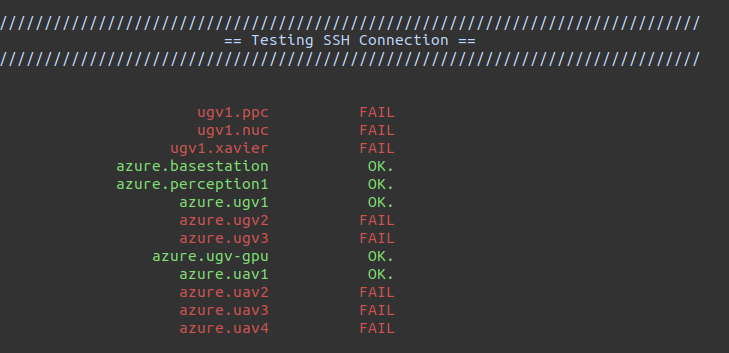 //////////////////////////////////////////////////////////////////////////////
== Testing SSH Connection ==
//////////////////////////////////////////////////////////////////////////////
ugv1.ppc FAIL
ugv1.nuc FAIL
ugv1.xavier FAIL
azure.basestation OK.
azure.perception1 OK.
azure.ugv1 OK.
azure.ugv2 FAIL
azure.ugv3 FAIL
azure.ugv-gpu OK.
azure.uav1 OK.
azure.uav2 FAIL
azure.uav3 FAIL
azure.uav4 FAIL